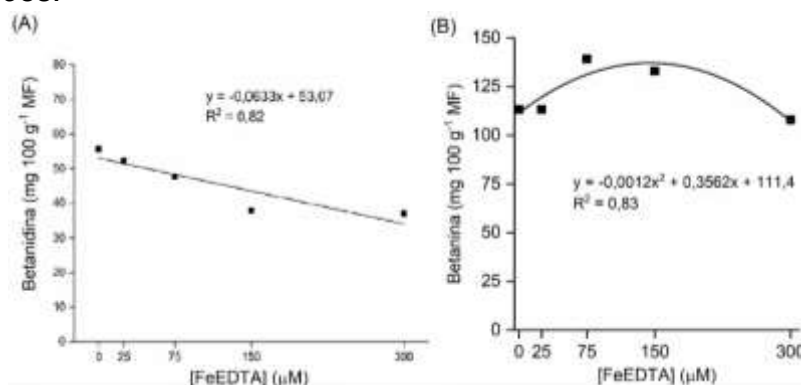 (A)
80
70
60
50
40
30
20
10
0
Betanidina (mg 100 g⁻¹ MF)
y = -0,0633x + 53,07
R² = 0,82
0 25 75 150 300
[FeEDTA] (μM)
(B)
150
125
100
75
50
25
0
Betanina (mg 100 g⁻¹ MF)
y = -0,0012x² + 0,3562x + 111,4
R² = 0,83
0 25 75 150 300
[FeEDTA] (μM)